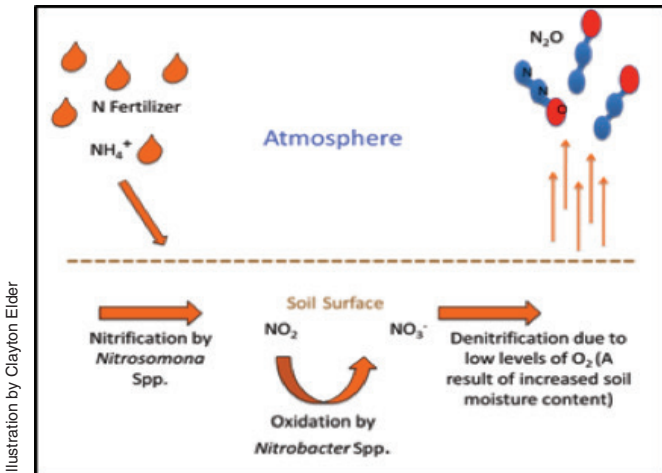 N Fertilizer
NH₄⁺
N₂O
N
N
O
Atmosphere
Soil Surface
Nitrification by
Nitrosomona
Spp.
NO₂
NO₃⁻
Oxidation by
Nitrobacter Spp.
Denitrification due to
low levels of O₂ (A
result of increased soil
moisture content)
Illustration by Clayton Elder